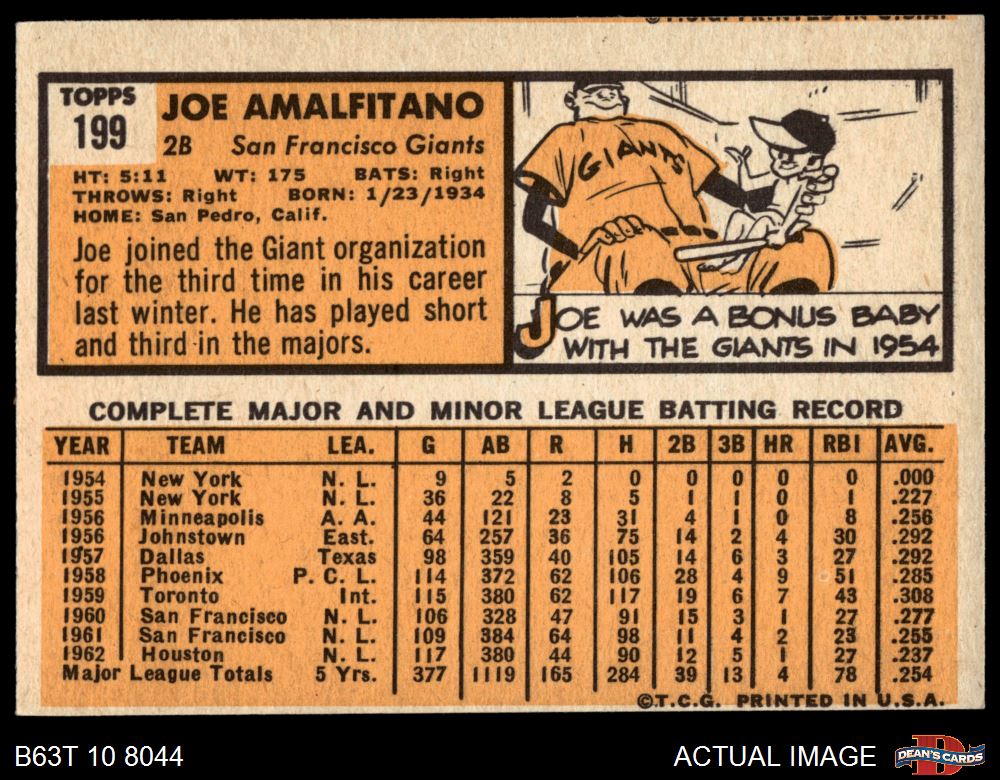 TOPPS
199
JOE AMALFITANO
2B San Francisco Giants
HT: 5:11 WT: 175 BATS: Right
THROWS: Right BORN: 1/23/1934
HOME: San Pedro, Calif.
Joe joined the Giant organization
for the third time in his career
last winter. He has played short
and third in the majors.
GIANTS
JOE WAS A BONUS BABY
WITH THE GIANTS IN 1954
COMPLETE MAJOR AND MINOR LEAGUE BATTING RECORD
YEAR TEAM LEA. G AB R H 2B 3B HR RBI AVG.
1954 New York N. L. 9 5 2 0 0 0 0 0 .000
1955 New York N. L. 36 22 8 5 1 1 0 1 .227
1956 Minneapolis A. A. 44 121 23 31 4 1 0 8 .256
1956 Johnstown East. 64 257 36 75 14 2 4 30 .292
1957 Dallas Texas 98 359 40 105 14 6 3 27 .292
1958 Phoenix P. C. L. 114 372 62 106 28 4 9 51 .285
1959 Toronto Int. 115 380 62 117 19 6 7 43 .308
1960 San Francisco N. L. 106 328 47 91 15 3 1 27 .277
1961 San Francisco N. L. 109 384 64 98 11 4 2 23 .255
1962 Houston N. L. 117 380 44 90 12 5 1 27 .237
Major League Totals 5 Yrs. 377 1119 165 284 39 13 4 78 .254
©T.C.G. PRINTED IN U.S.A.
B63T 10 8044
ACTUAL IMAGE
DEAN'S CARDS